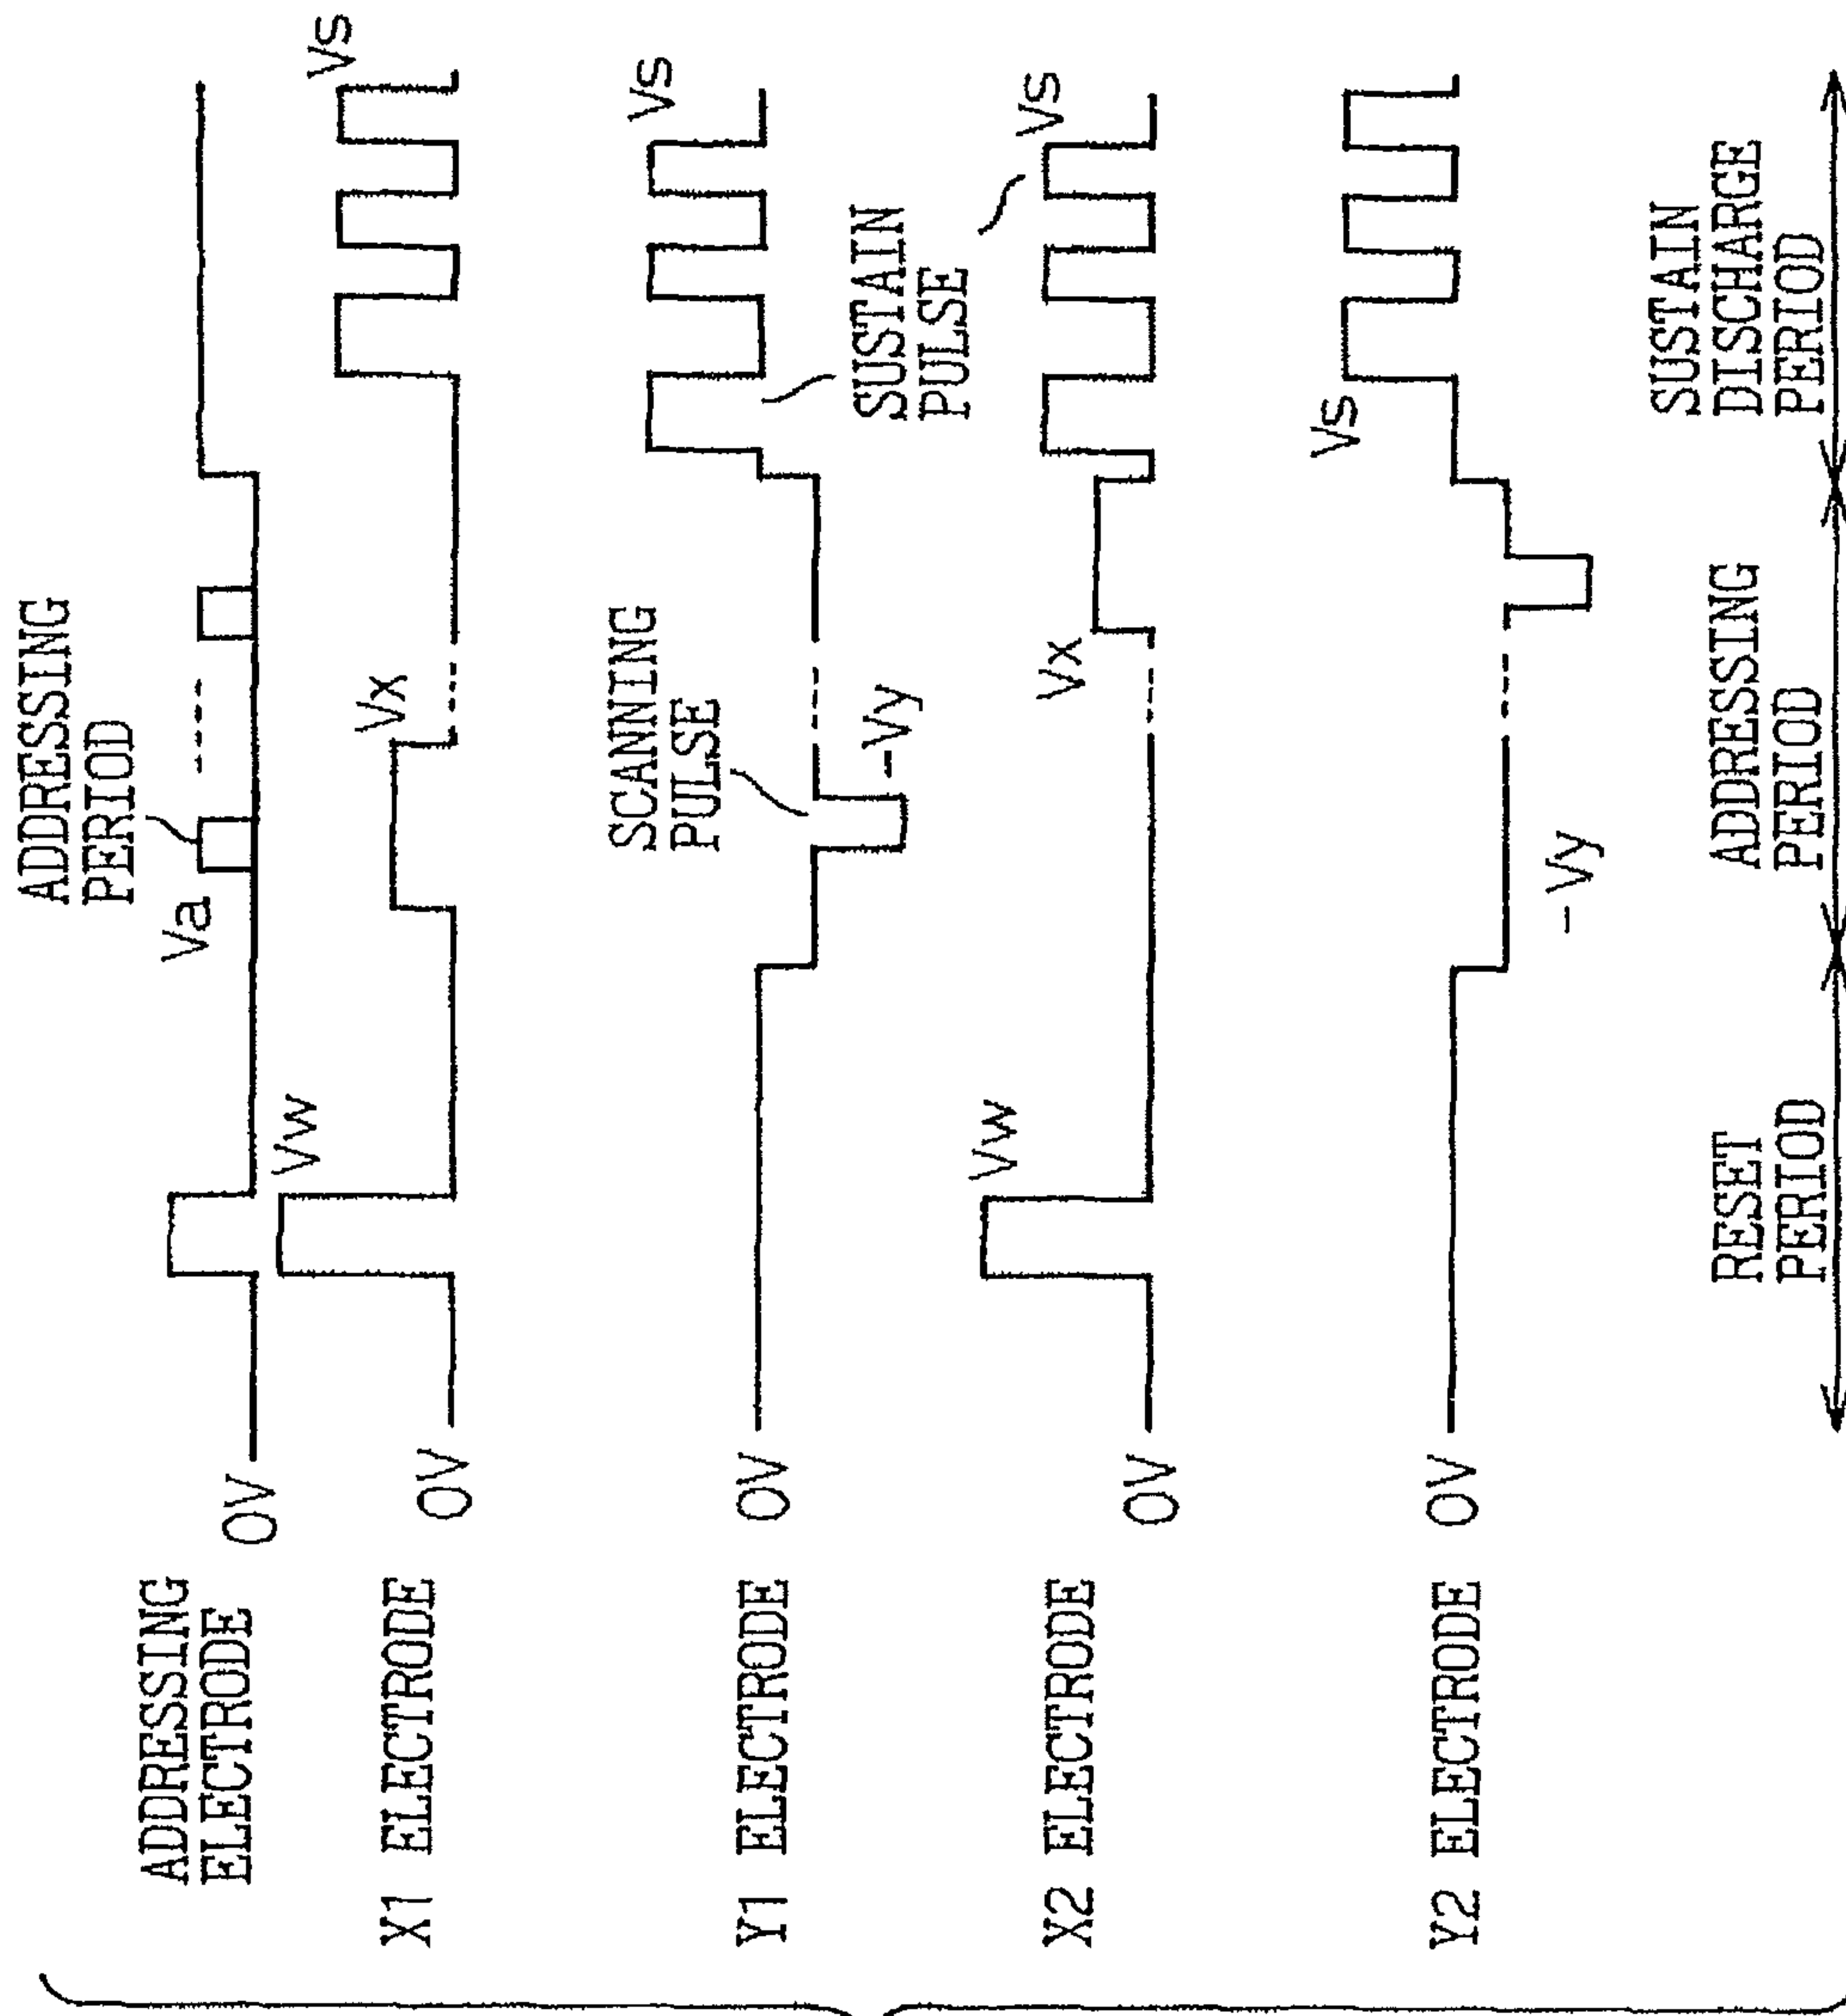 ADDRESSING
PERIOD
Va
ADDRESSING
ELECTRODE
0V
Vw
Vx
Vs
X1 ELECTRODE
0V
SCANNING
PULSE
Vs
Y1 ELECTRODE
0V
-Vy
SUSTAIN
PULSE
Vw
Vx
Vs
X2 ELECTRODE
0V
Vs
Y2 ELECTRODE
0V
-Vy
RESET
PERIOD
ADDRESSING
PERIOD
SUSTAIN
DISCHARGE
PERIOD